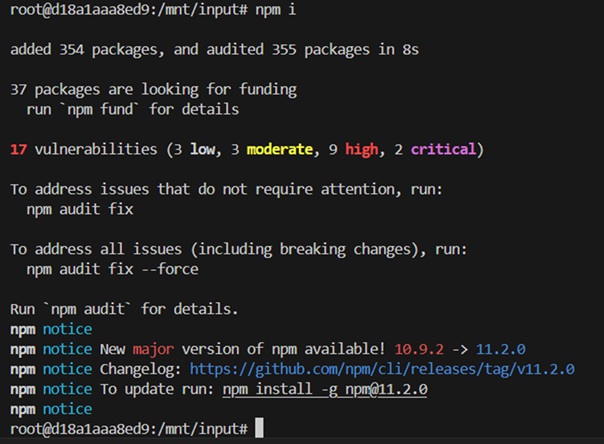 root@d18a1aaa8ed9:/mnt/input# npm i
added 354 packages, and audited 355 packages in 8s
37 packages are looking for funding
  run `npm fund` for details
17 vulnerabilities (3 low, 3 moderate, 9 high, 2 critical)
To address issues that do not require attention, run:
  npm audit fix
To address all issues (including breaking changes), run:
  npm audit fix --force
Run `npm audit` for details.
npm notice
npm notice New major version of npm available! 10.9.2 -> 11.2.0
npm notice Changelog: https://github.com/npm/cli/releases/tag/v11.2.0
npm notice To update run: npm install -g npm@11.2.0
npm notice
root@d18a1aaa8ed9:/mnt/input#